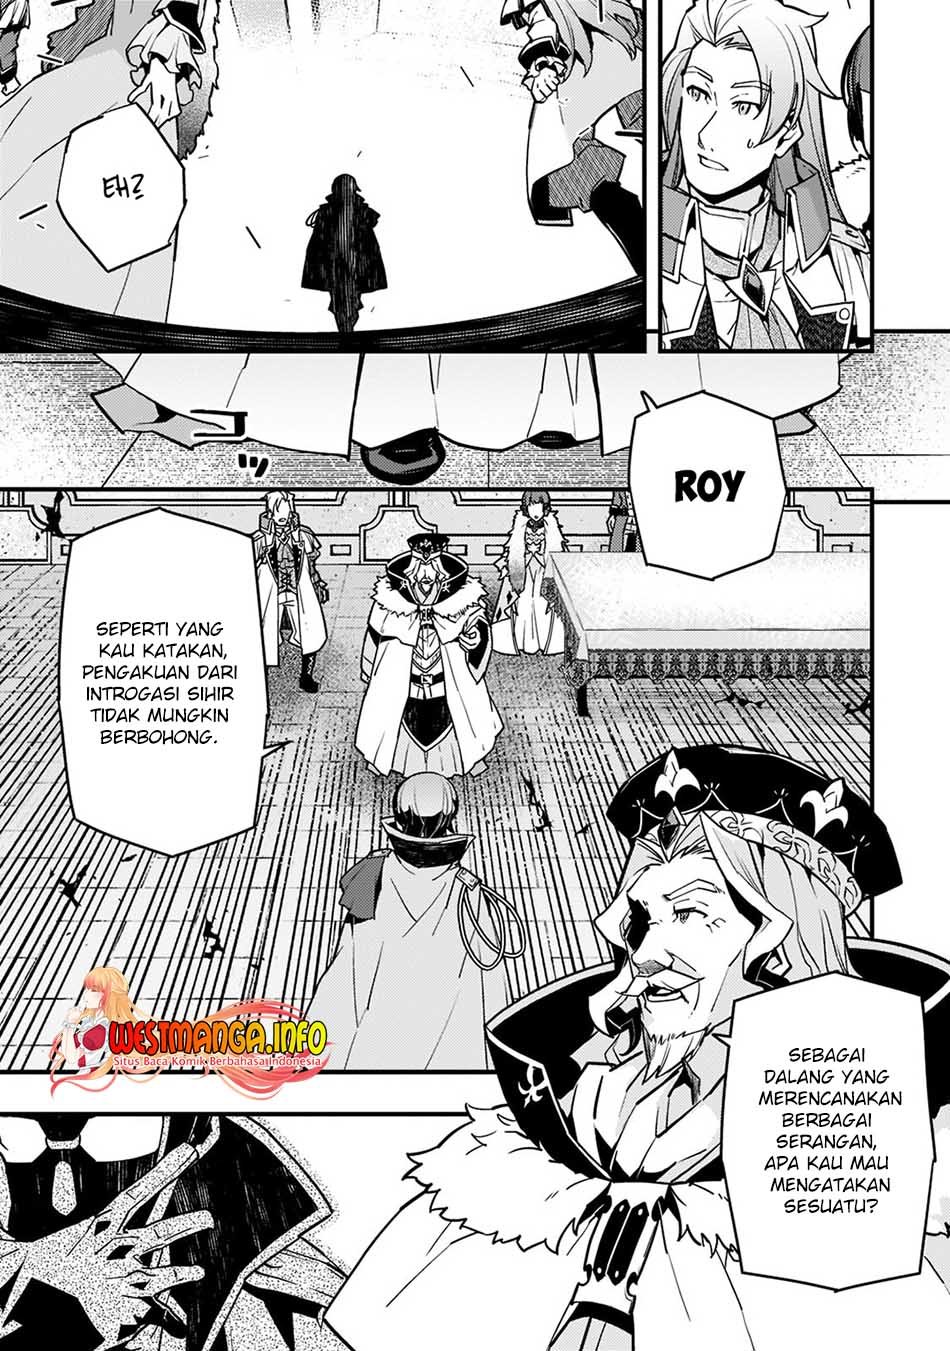 EH?
ROY
SEPERTI YANG
KAU KATAKAN,
PENGAKUAN DARI
INTROGASI SIHIR
TIDAK MUNGKIN
BERBOHONG.
SEBAGAI
DALANG YANG
MERENCANAKAN
BERBAGAI
SERANGAN,
APA KAU MAU
MENGATAKAN
SESUATU?
WESTMANGA.INFO
Situs Baca Komik Berbahasa Indonesia